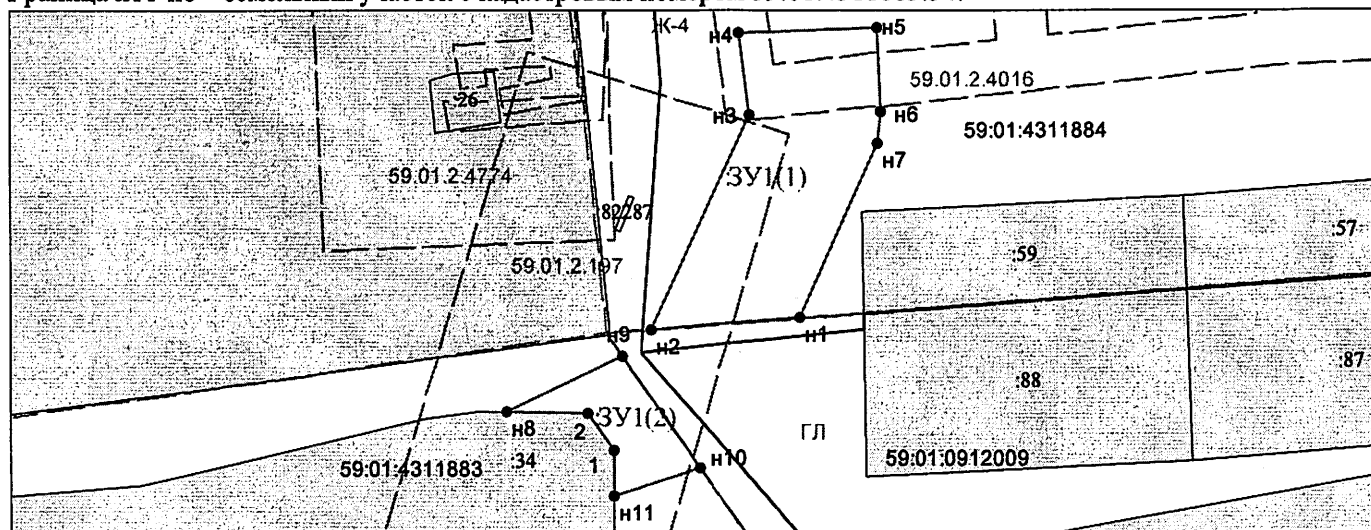 Ж-4
н4
н5
59.01.2.4016
26
н3
н6
59:01:4311884
н7
59.01.2.4774
ЗУ1(1)
82287
:57
:59
59.01.2.197
н9
н2
н1
:88
:87
н8
2
ЗУ1(2)
ГЛ
34
1
н10
59:01:4311883
59:01:0912009
н11